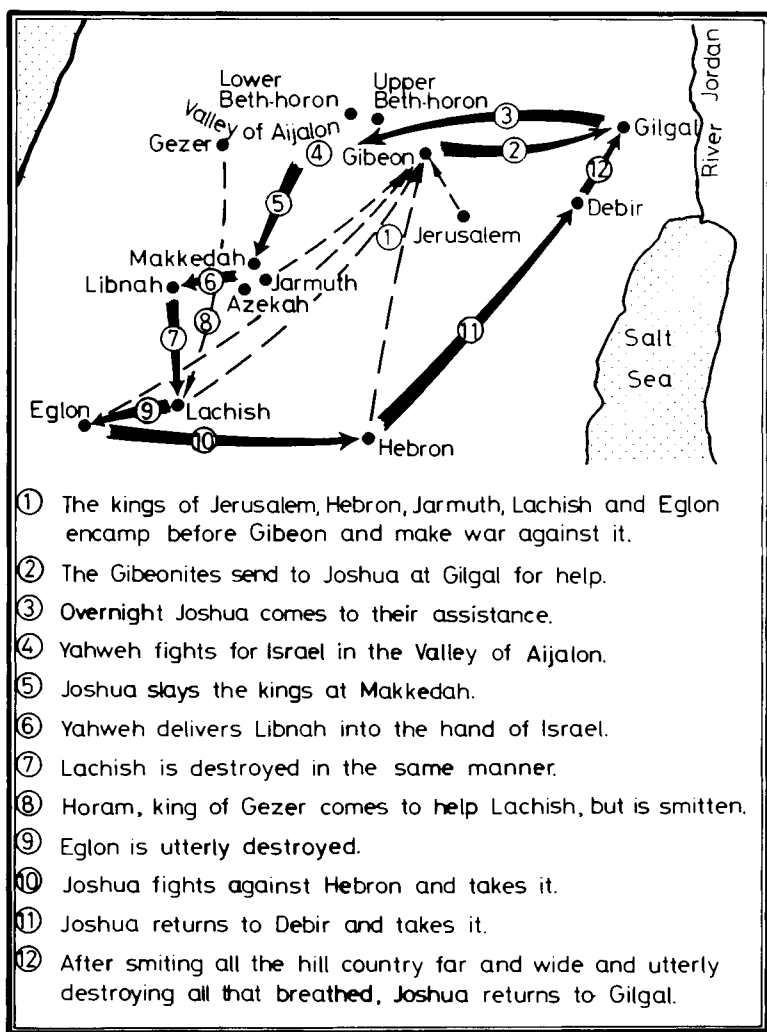 Lower
Beth-horon
Upper
Beth-horon
River Jordan
Valley of Aijalon
③
Gilgal
Gezer
④
Gibeon
②
⑫
⑤
Debir
①
Jerusalem
Makkedah
Libnah
⑥
Jarmuth
Azekah
⑧
⑦
⑪
Salt
Sea
Eglon
⑨
Lachish
⑩
Hebron
① The kings of Jerusalem, Hebron, Jarmuth, Lachish and Eglon
encamp before Gibeon and make war against it.
② The Gibeonites send to Joshua at Gilgal for help.
③ Overnight Joshua comes to their assistance.
④ Yahweh fights for Israel in the Valley of Aijalon.
⑤ Joshua slays the kings at Makkedah.
⑥ Yahweh delivers Libnah into the hand of Israel.
⑦ Lachish is destroyed in the same manner.
⑧ Horam, king of Gezer comes to help Lachish, but is smitten.
⑨ Eglon is utterly destroyed.
⑩ Joshua fights against Hebron and takes it.
⑪ Joshua returns to Debir and takes it.
⑫ After smiting all the hill country far and wide and utterly
destroying all that breathed, Joshua returns to Gilgal.